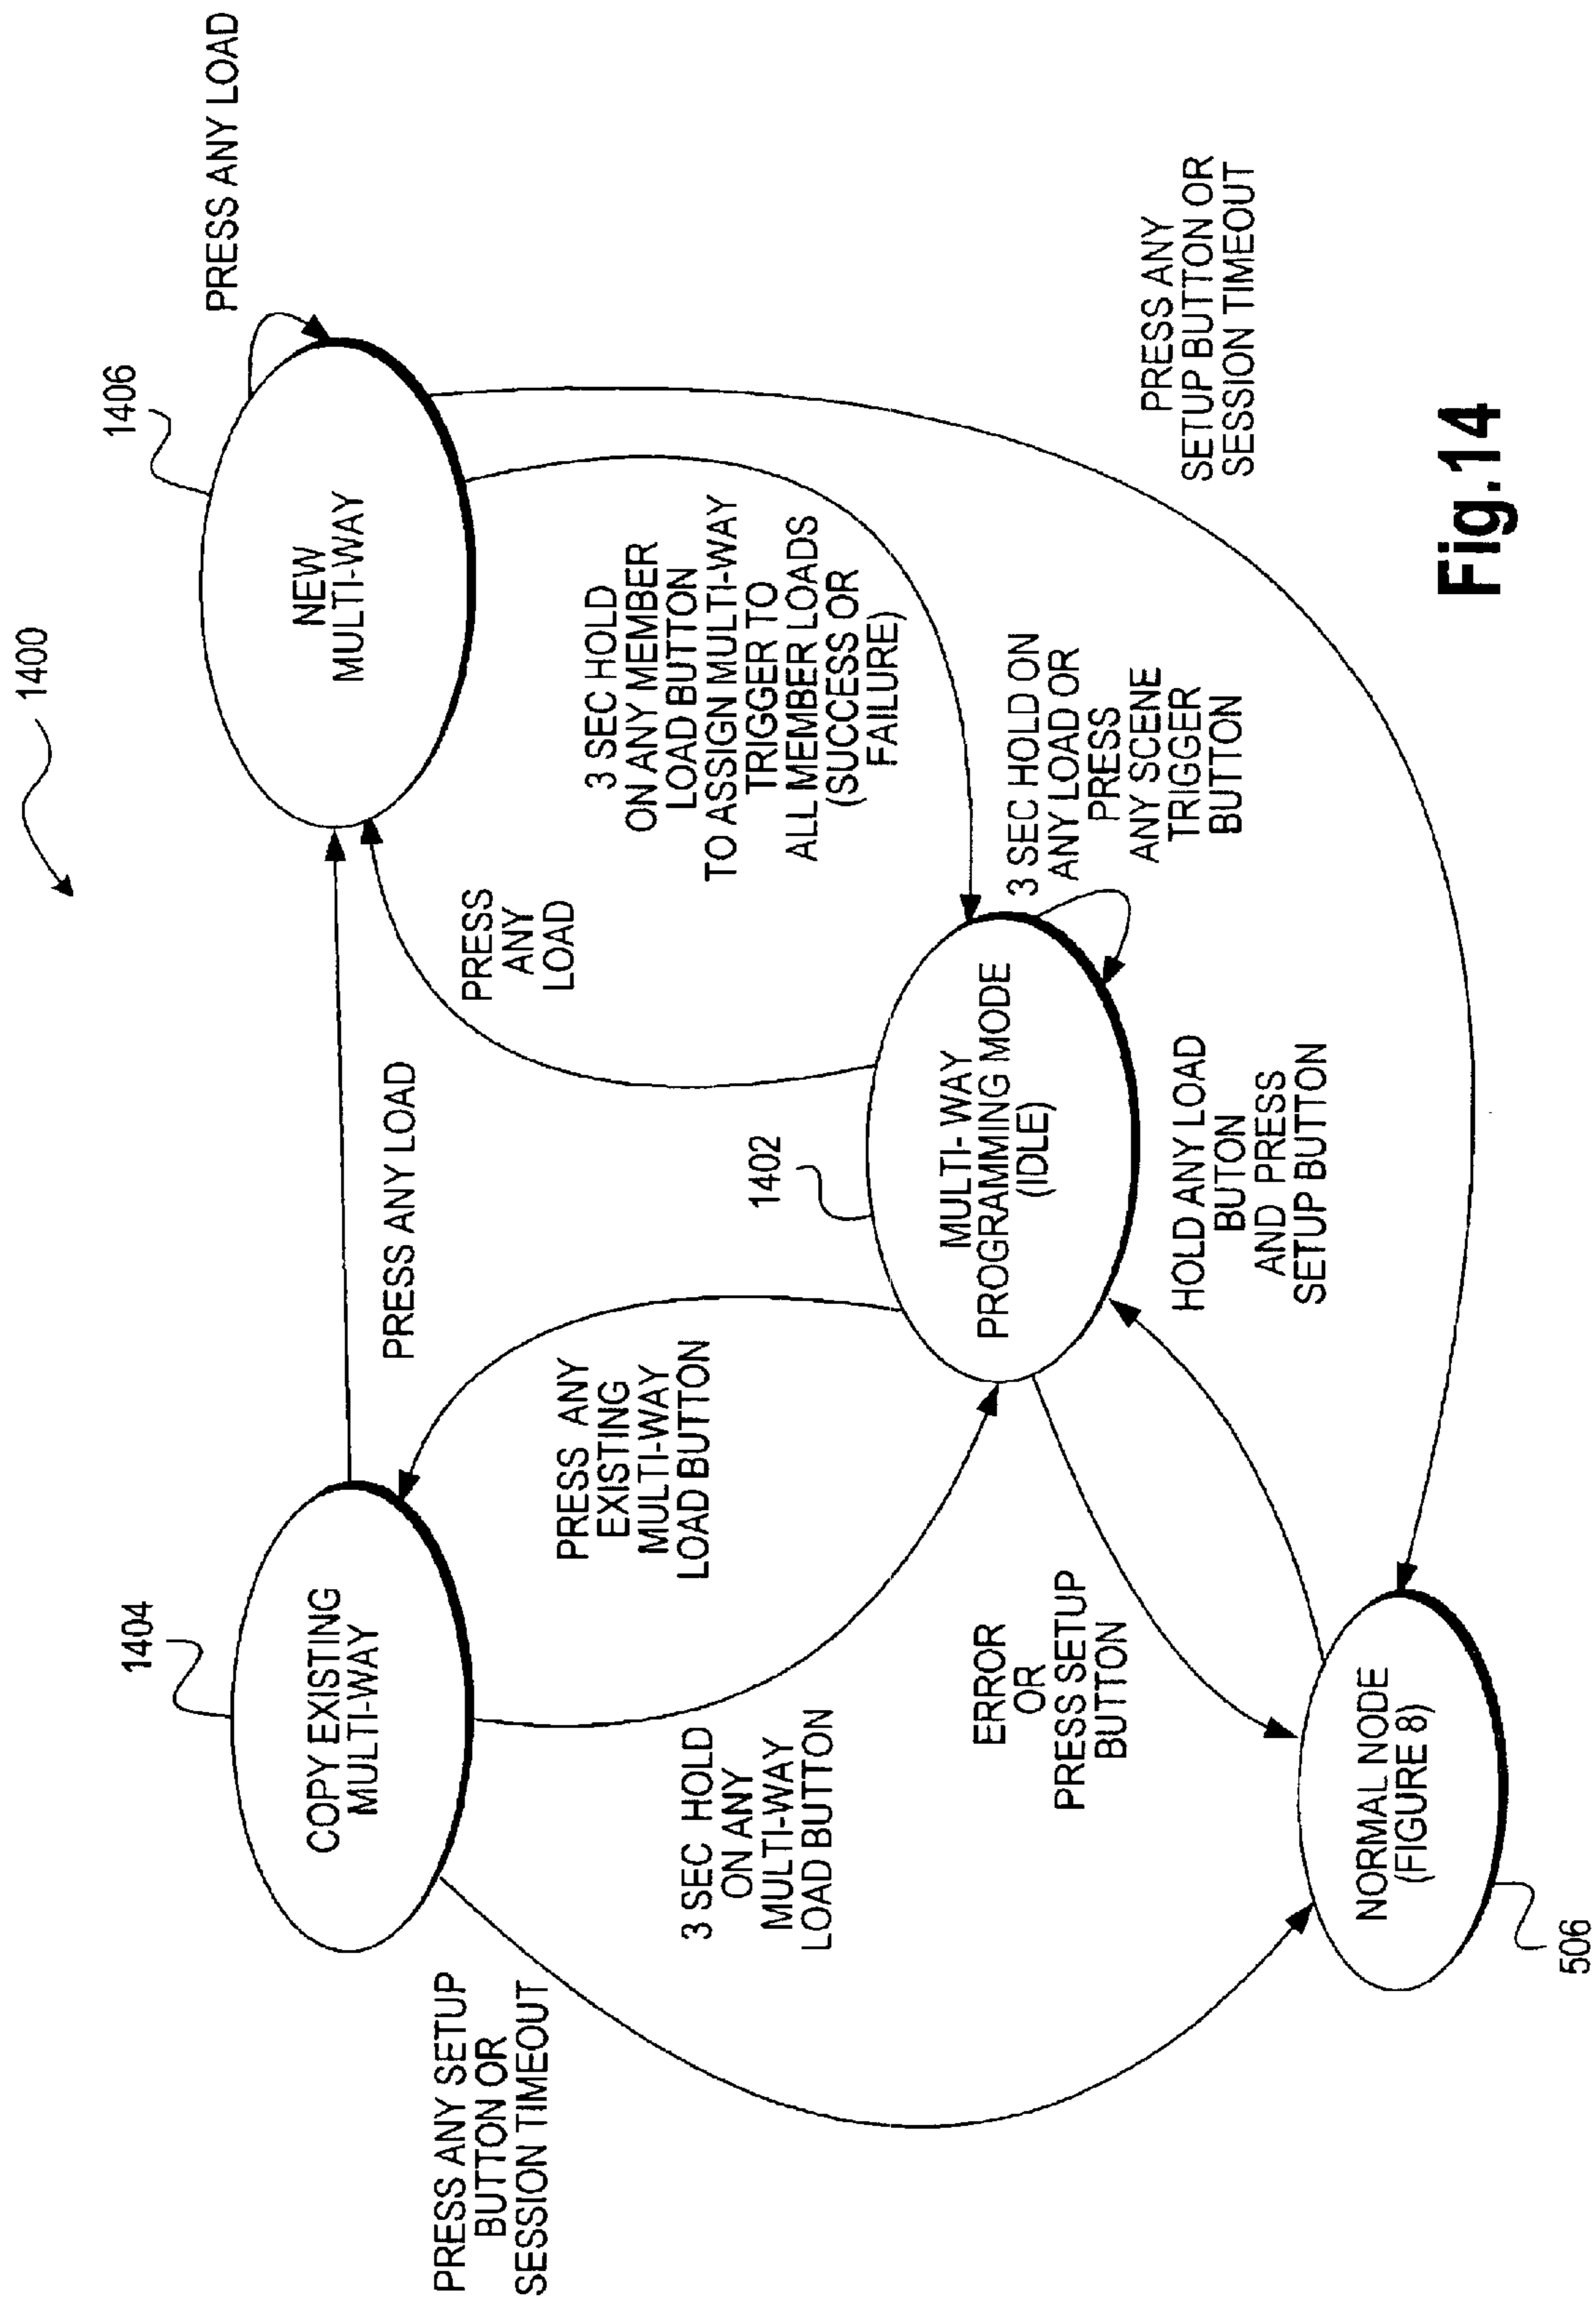 1400
1404
COPY EXISTING
MULTI-WAY
PRESS ANY LOAD
1406
NEW
MULTI-WAY
PRESS ANY LOAD
PRESS ANY SETUP
BUTTON OR
SESSION TIMEOUT
3 SEC HOLD
ON ANY
MULTI-WAY
LOAD BUTTON
PRESS ANY
EXISTING
MULTI-WAY
LOAD BUTTON
PRESS
ANY
LOAD
3 SEC HOLD
ON ANY MEMBER
LOAD BUTTON
TO ASSIGN MULTI-WAY
TRIGGER TO
ALL MEMBER LOADS
(SUCCESS OR
FAILURE)
1402
MULTI- WAY
PROGRAMMING MODE
(IDLE)
3 SEC HOLD ON
ANY LOAD OR
PRESS
ANY SCENE
TRIGGER
BUTTON
ERROR
OR
PRESS SETUP
BUTTON
HOLD ANY LOAD
BUTON
AND PRESS
SETUP BUTTON
PRESS ANY
SETUP BUTTON OR
SESSION TIMEOUT
NORMAL NODE
(FIGURE 8)
506
Fig.14